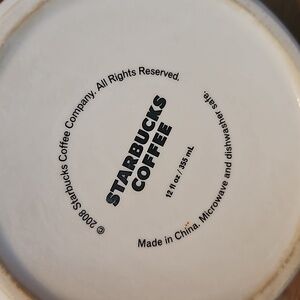 © 2008 Starbucks Coffee Company. All Rights Reserved.
STARBUCKS
COFFEE
12 fl oz / 355 mL
Made in China. Microwave and dishwasher safe.